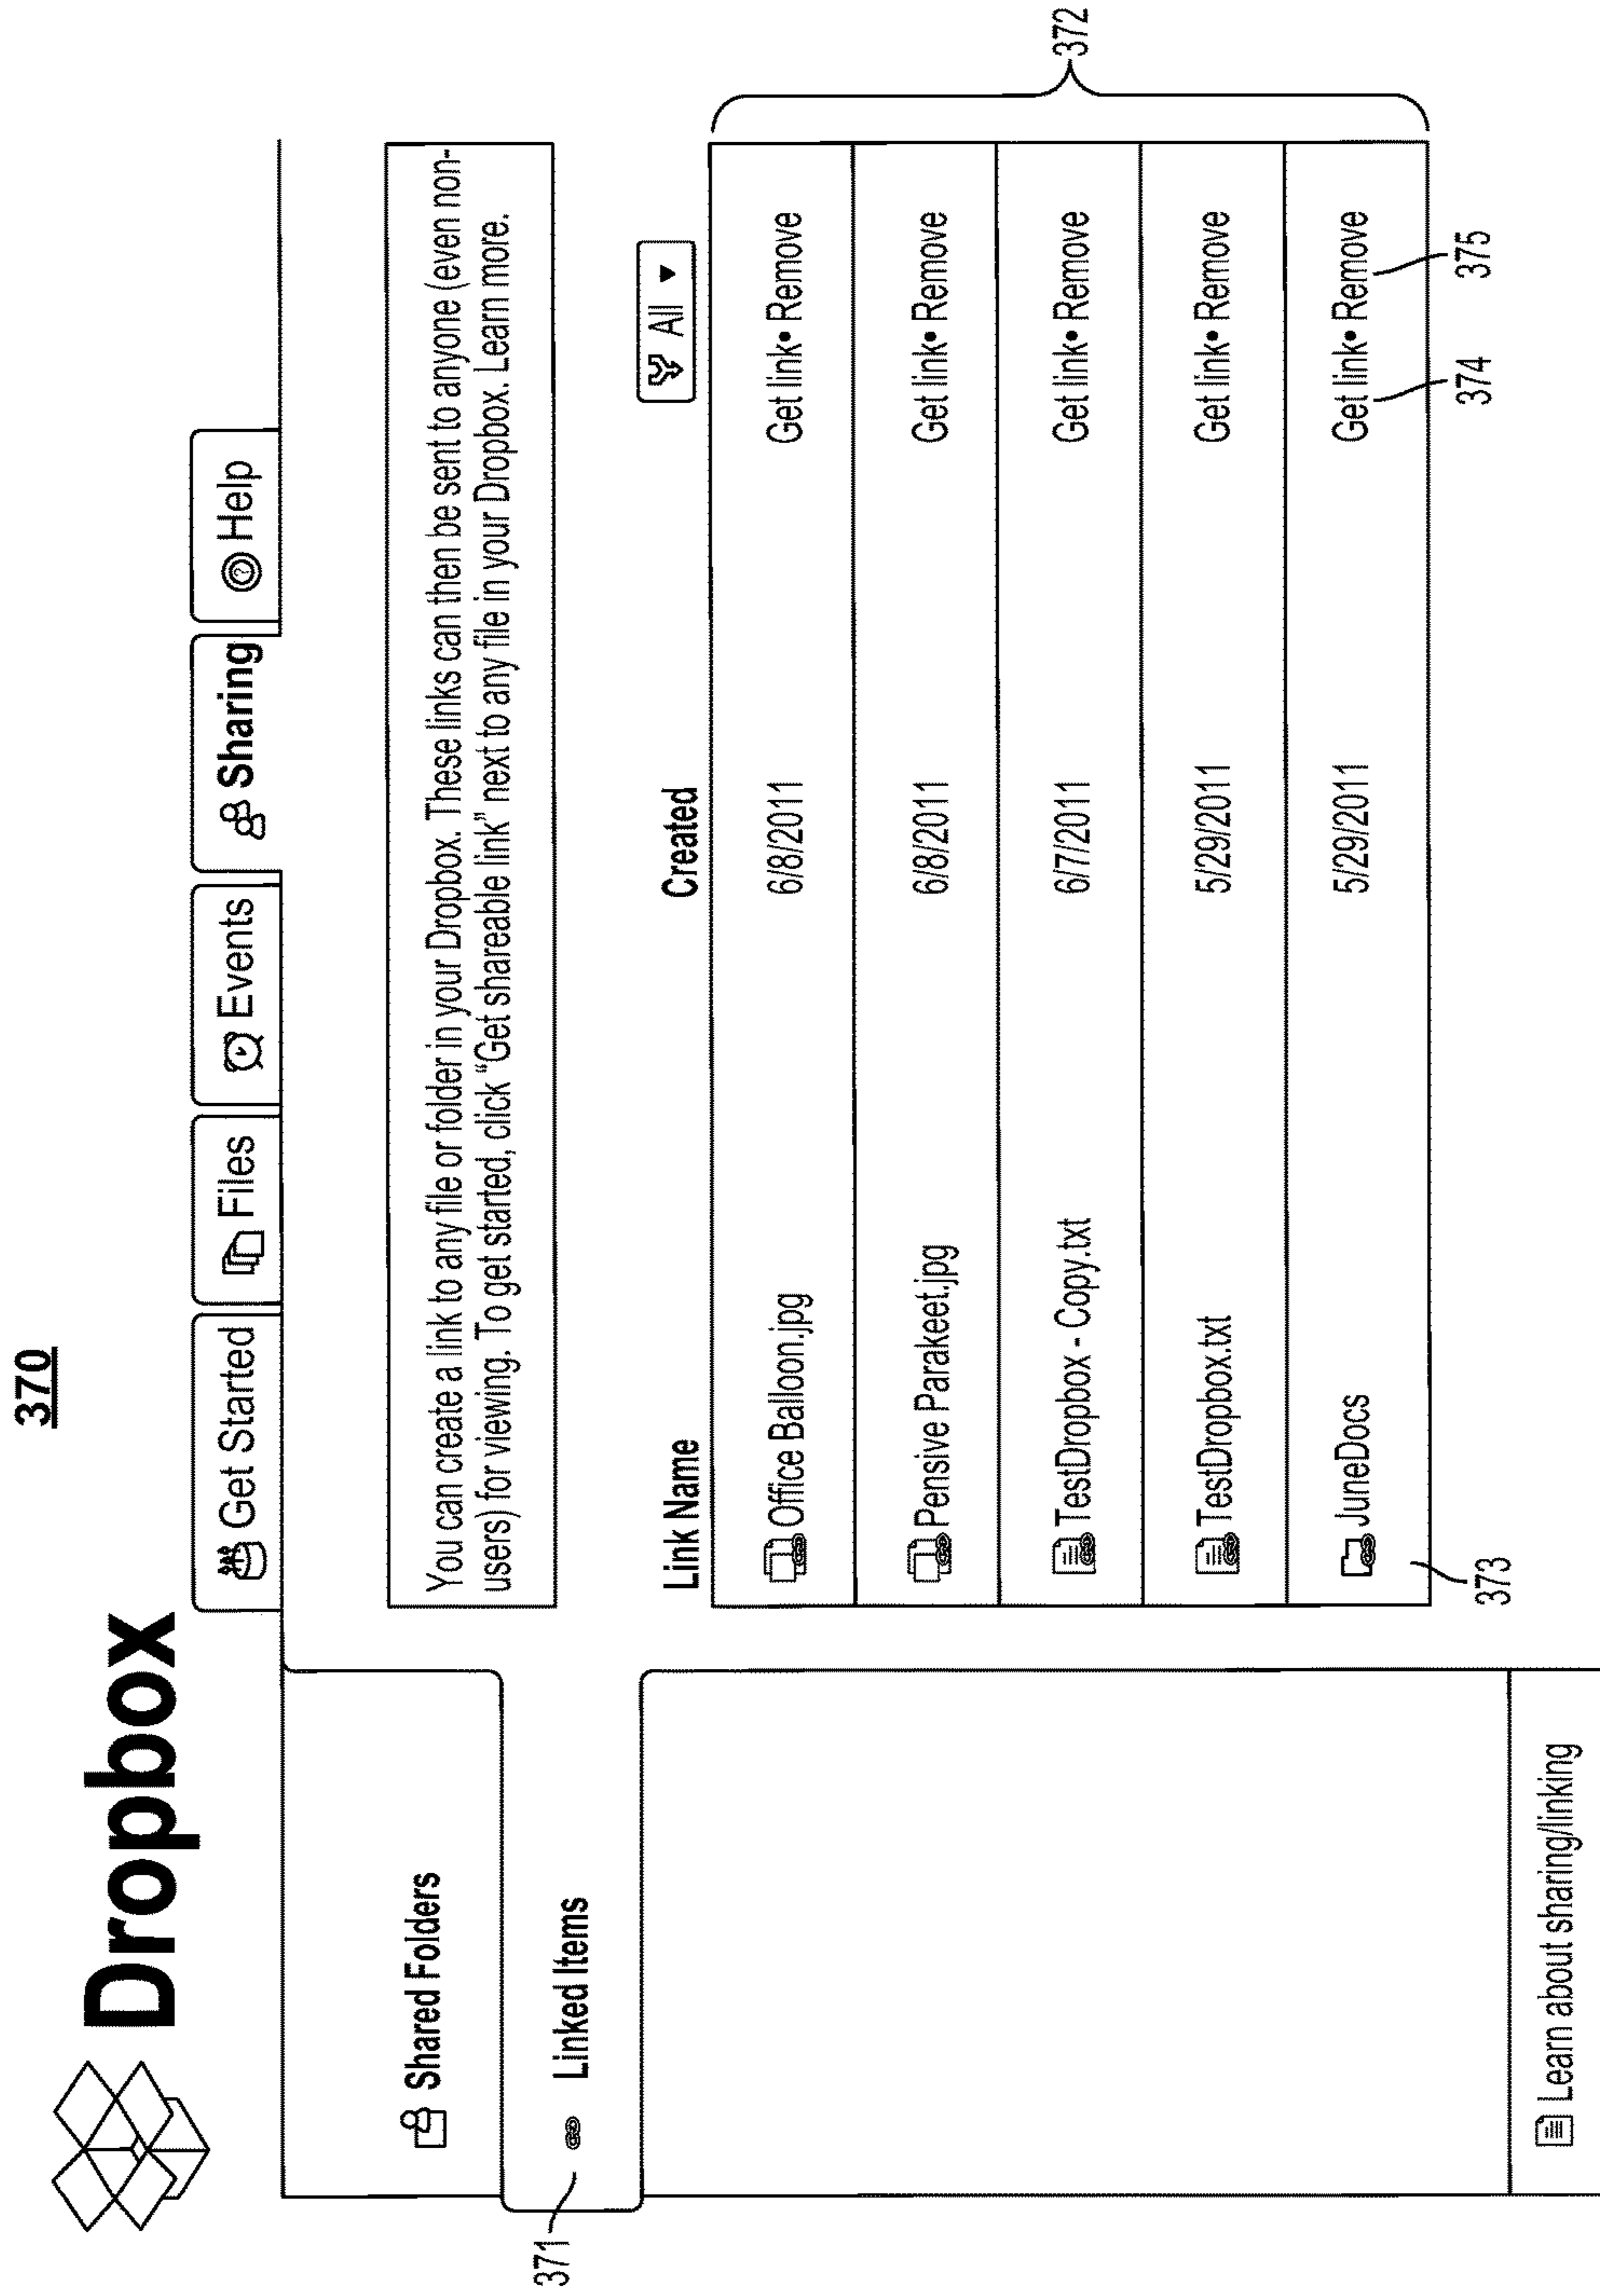 370
Dropbox
Get Started
Files
Events
Sharing
Help
Shared Folders
371
Linked Items
Learn about sharing/linking
You can create a link to any file or folder in your Dropbox. These links can then be sent to anyone (even non-
users) for viewing. To get started, click "Get shareable link" next to any file in your Dropbox. Learn more.
All ▼
Link Name Created
Office Balloon.jpg 6/8/2011 Get link• Remove
Pensive Parakeet.jpg 6/8/2011 Get link• Remove
TestDropbox - Copy.txt 6/7/2011 Get link• Remove
TestDropbox.txt 5/29/2011 Get link• Remove
JuneDocs 5/29/2011 Get link• Remove
372
373
374
375